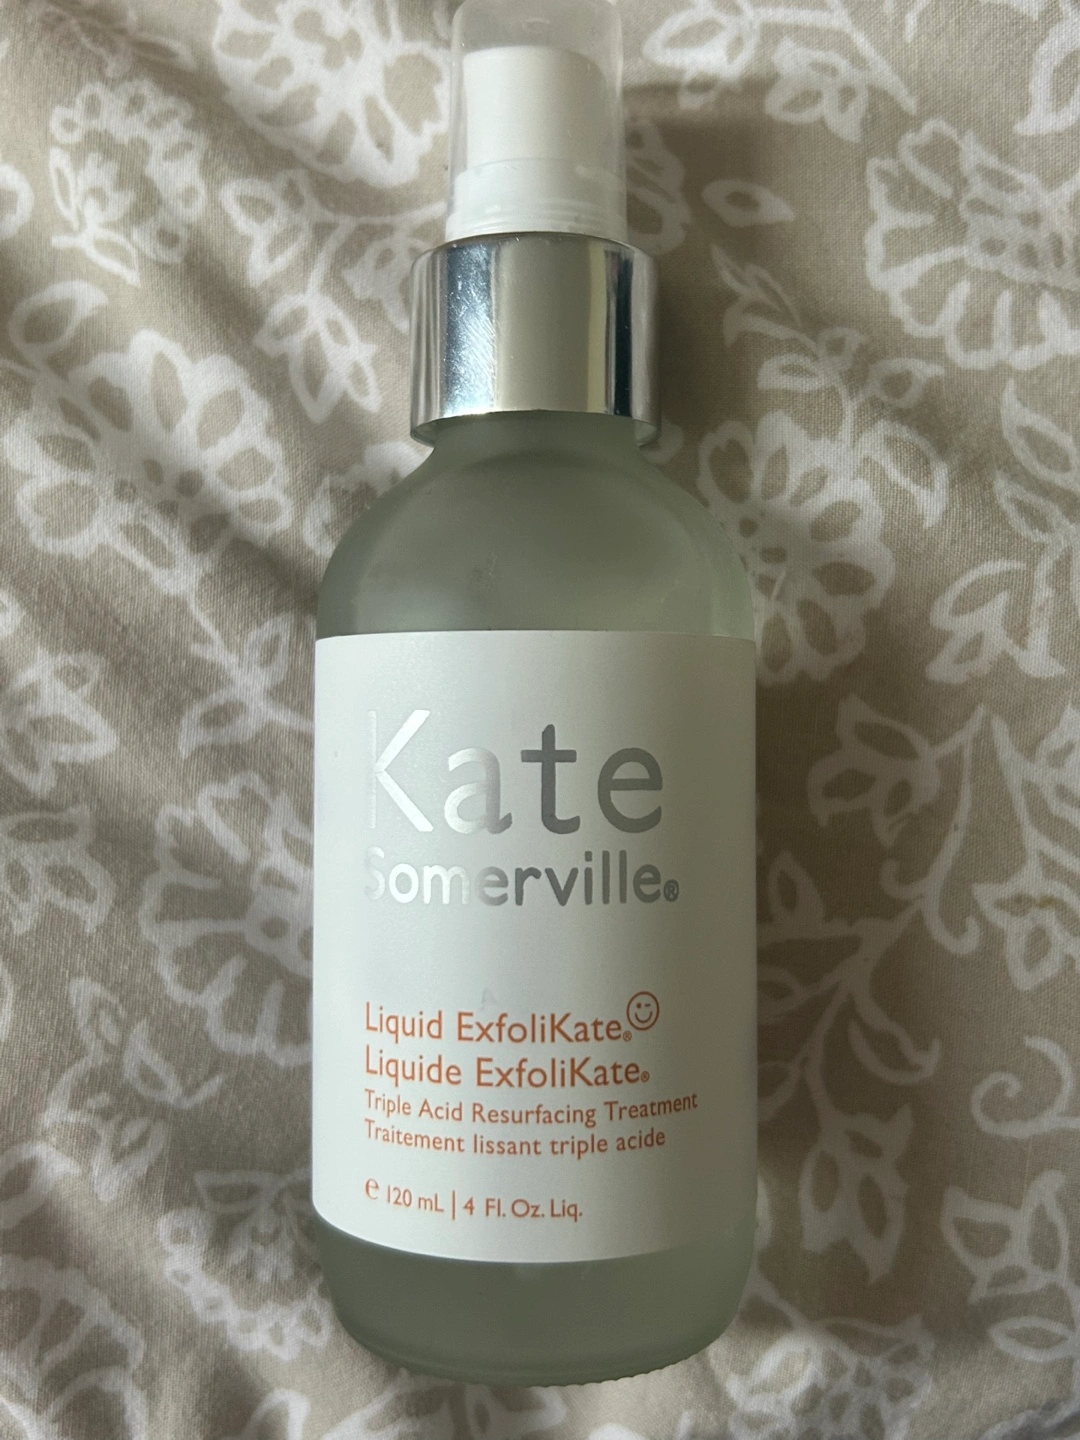 Kate
Somerville®
Liquid ExfoliKate®
Liquide ExfoliKate®
Triple Acid Resurfacing Treatment
Traitement lissant triple acide
℮ 120 mL | 4 Fl. Oz. Liq.